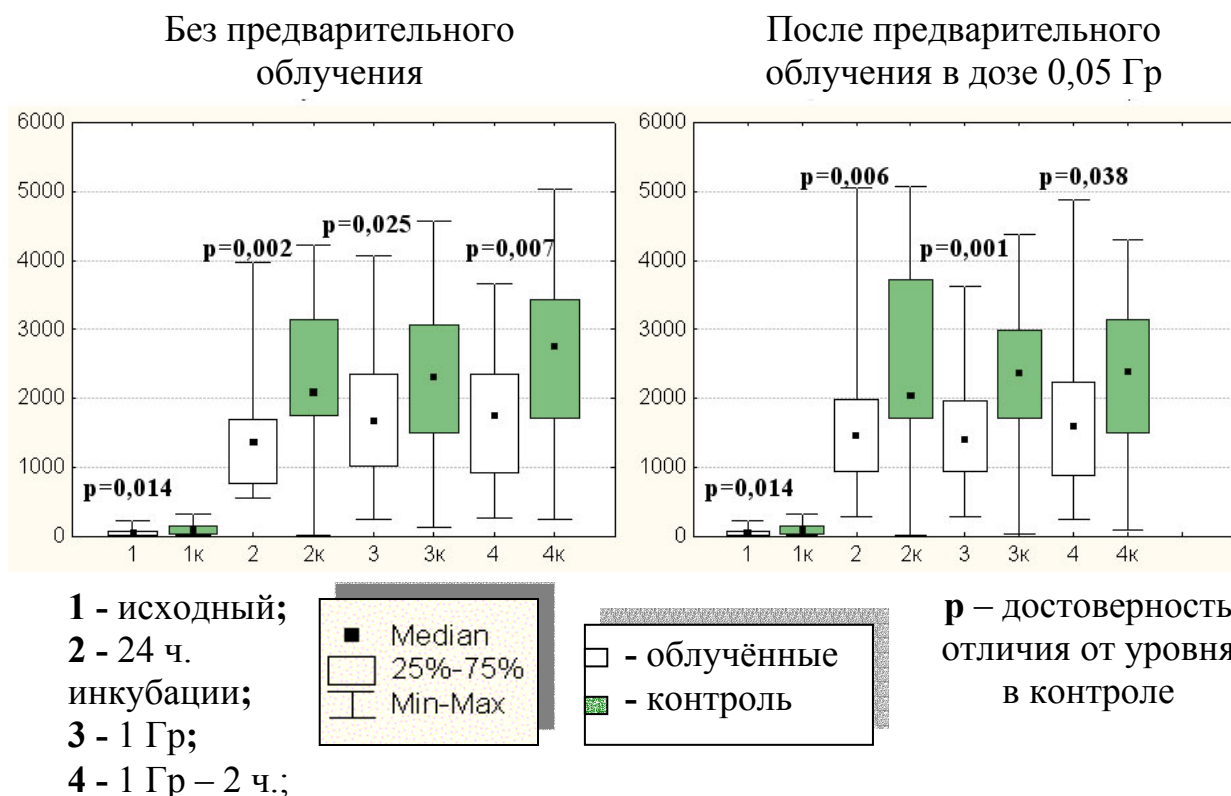 Без предварительного
облучения
После предварительного
облучения в дозе 0,05 Гр
6000
5000
4000
3000
2000
1000
0
p=0,014
p=0,002
p=0,025
p=0,007
1 1к 2 2к 3 3к 4 4к
6000
5000
4000
3000
2000
1000
0
p=0,014
p=0,006
p=0,001
p=0,038
1 1к 2 2к 3 3к 4 4к
1 - исходный;
2 - 24 ч.
инкубации;
3 - 1 Гр;
4 - 1 Гр – 2 ч.;
Median
25%-75%
Min-Max
- облучённые
- контроль
p – достоверность
отличия от уровня
в контроле